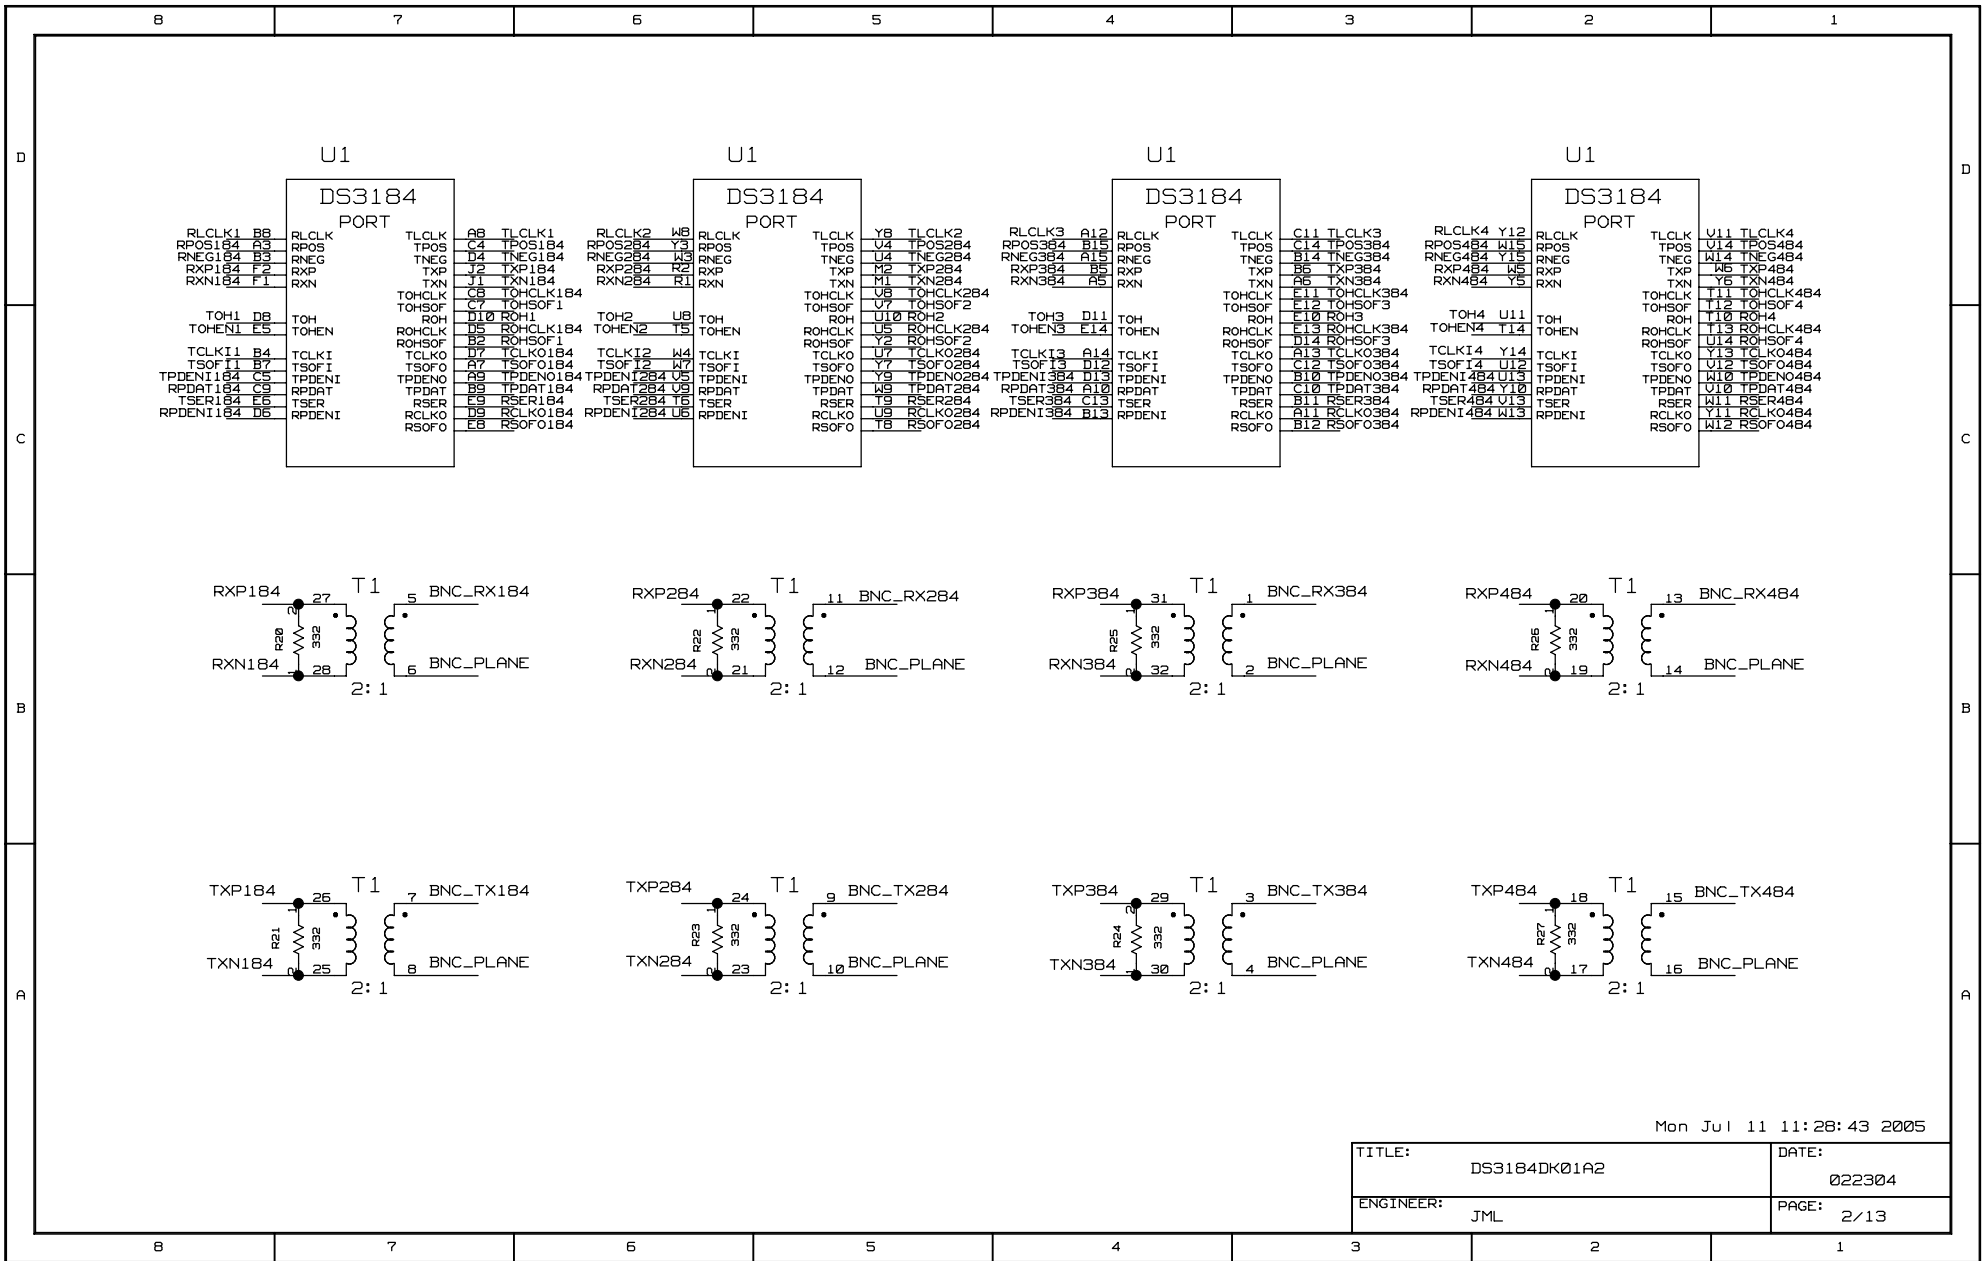 8 7 6 5 4 3 2 1
D D
C C
B B
A A
U1
DS3184
PORT
RLCLK1 B8 RLCLK
RPOS184 A3 RPOS
RNEG184 B3 RNEG
RXP184 F2 RXP
RXN184 F1 RXN
TOH1 D8 TOH
TOHEN1 E5 TOHEN
TCLKI1 B4 TCLKI
TSOFI1 B7 TSOFI
TPDENI184 C5 TPDENI
RPDAT184 C9 RPDAT
TSER184 E6 TSER
RPDENI184 D6 RPDENI
TLCLK A8 TLCLK1
TPOS C4 TPOS184
TNEG D4 TNEG184
TXP J2 TXP184
TXN J1 TXN184
TOHCLK C8 TOHCLK184
TOHSOF C7 TOHSOF1
ROH D10 ROH1
ROHCLK D5 ROHCLK184
ROHSOF B2 ROHSOF1
TCLKO D7 TCLKO184
TSOFO A7 TSOFO184
TPDENO A9 TPDENO184
TPDAT B9 TPDAT184
RSER E9 RSER184
RCLKO D9 RCLKO184
RSOFO E8 RSOFO184
U1
DS3184
PORT
RLCLK2 W8 RLCLK
RPOS284 Y3 RPOS
RNEG284 W3 RNEG
RXP284 R2 RXP
RXN284 R1 RXN
TOH2 U8 TOH
TOHEN2 T5 TOHEN
TCLKI2 W4 TCLKI
TSOFI2 W7 TSOFI
TPDENI284 V5 TPDENI
RPDAT284 V9 RPDAT
TSER284 T6 TSER
RPDENI284 U6 RPDENI
TLCLK Y8 TLCLK2
TPOS V4 TPOS284
TNEG U4 TNEG284
TXP M2 TXP284
TXN M1 TXN284
TOHCLK V8 TOHCLK284
TOHSOF V7 TOHSOF2
ROH U10 ROH2
ROHCLK U5 ROHCLK284
ROHSOF Y2 ROHSOF2
TCLKO U7 TCLKO284
TSOFO Y7 TSOFO284
TPDENO Y9 TPDENO284
TPDAT W9 TPDAT284
RSER T9 RSER284
RCLKO U9 RCLKO284
RSOFO T8 RSOFO284
U1
DS3184
PORT
RLCLK3 A12 RLCLK
RPOS384 B15 RPOS
RNEG384 A15 RNEG
RXP384 B5 RXP
RXN384 A5 RXN
TOH3 D11 TOH
TOHEN3 E14 TOHEN
TCLKI3 A14 TCLKI
TSOFI3 D12 TSOFI
TPDENI384 D13 TPDENI
RPDAT384 A10 RPDAT
TSER384 C13 TSER
RPDENI384 B13 RPDENI
TLCLK C11 TLCLK3
TPOS C14 TPOS384
TNEG B14 TNEG384
TXP B6 TXP384
TXN A6 TXN384
TOHCLK E11 TOHCLK384
TOHSOF E12 TOHSOF3
ROH E10 ROH3
ROHCLK E13 ROHCLK384
ROHSOF D14 ROHSOF3
TCLKO A13 TCLKO384
TSOFO C12 TSOFO384
TPDENO B10 TPDENO384
TPDAT C10 TPDAT384
RSER B11 RSER384
RCLKO A11 RCLKO384
RSOFO B12 RSOFO384
U1
DS3184
PORT
RLCLK4 Y12 RLCLK
RPOS484 W15 RPOS
RNEG484 Y15 RNEG
RXP484 W5 RXP
RXN484 Y5 RXN
TOH4 U11 TOH
TOHEN4 T14 TOHEN
TCLKI4 Y14 TCLKI
TSOFI4 U12 TSOFI
TPDENI484 U13 TPDENI
RPDAT484 Y10 RPDAT
TSER484 V13 TSER
RPDENI484 W13 RPDENI
TLCLK V11 TLCLK4
TPOS V14 TPOS484
TNEG W14 TNEG484
TXP W6 TXP484
TXN Y6 TXN484
TOHCLK T11 TOHCLK484
TOHSOF T12 TOHSOF4
ROH T10 ROH4
ROHCLK T13 ROHCLK484
ROHSOF U14 ROHSOF4
TCLKO Y13 TCLKO484
TSOFO V12 TSOFO484
TPDENO W10 TPDENO484
TPDAT V10 TPDAT484
RSER W11 RSER484
RCLKO Y11 RCLKO484
RSOFO W12 RSOFO484
RXP184 2 27 T1 5 BNC_RX184
R20 332
RXN184 1 28 6 BNC_PLANE
2:1
RXP284 1 22 T1 11 BNC_RX284
R22 332
RXN284 2 21 12 BNC_PLANE
2:1
RXP384 1 31 T1 1 BNC_RX384
R25 332
RXN384 2 32 2 BNC_PLANE
2:1
RXP484 1 20 T1 13 BNC_RX484
R26 332
RXN484 2 19 14 BNC_PLANE
2:1
TXP184 1 26 T1 7 BNC_TX184
R21 332
TXN184 2 25 8 BNC_PLANE
2:1
TXP284 1 24 T1 9 BNC_TX284
R23 332
TXN284 2 23 10 BNC_PLANE
2:1
TXP384 2 29 T1 3 BNC_TX384
R24 332
TXN384 1 30 4 BNC_PLANE
2:1
TXP484 1 18 T1 15 BNC_TX484
R27 332
TXN484 2 17 16 BNC_PLANE
2:1
Mon Jul 11 11:28:43 2005
TITLE: DS3184DK01A2
DATE: 022304
ENGINEER: JML
PAGE: 2/13
8 7 6 5 4 3 2 1